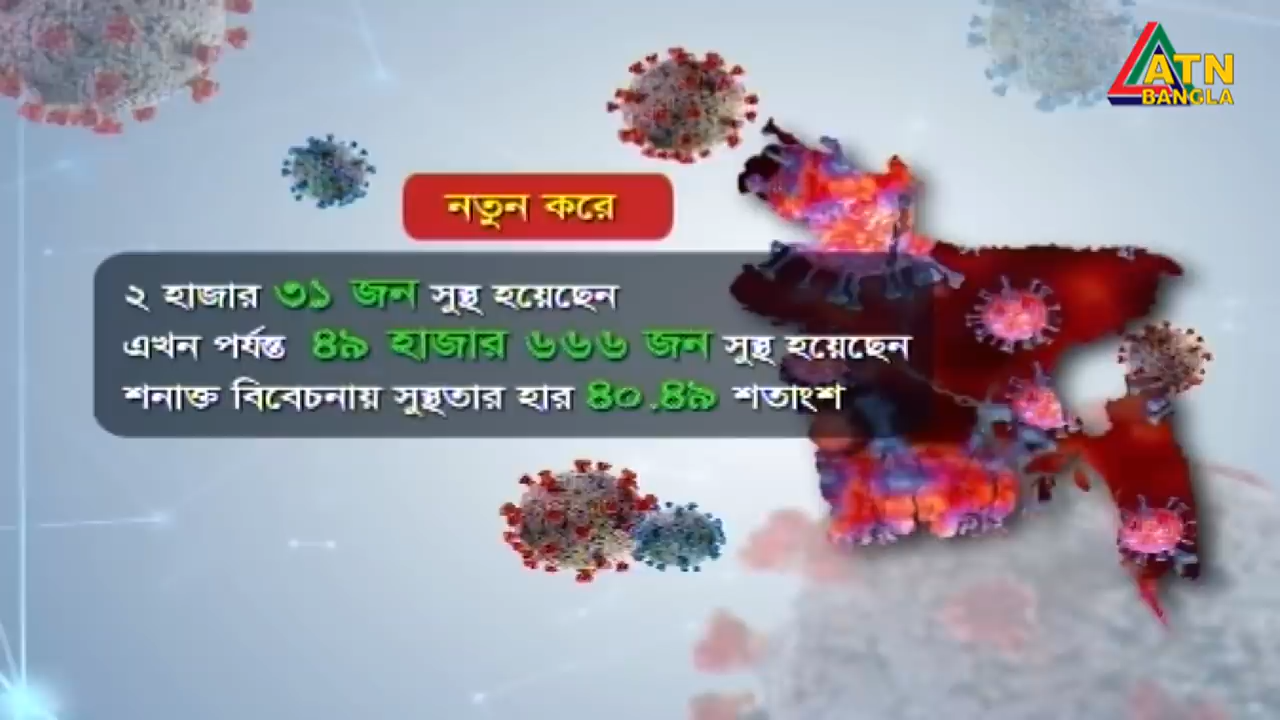 ATN
BANGLA
নতুন করে
২ হাজার ৩১ জন সুস্থ হয়েছেন
এখন পর্যন্ত ৪৯ হাজার ৬৬৬ জন সুস্থ হয়েছেন
শনাক্ত বিবেচনায় সুস্থতার হার ৪০.৪৯ শতাংশ